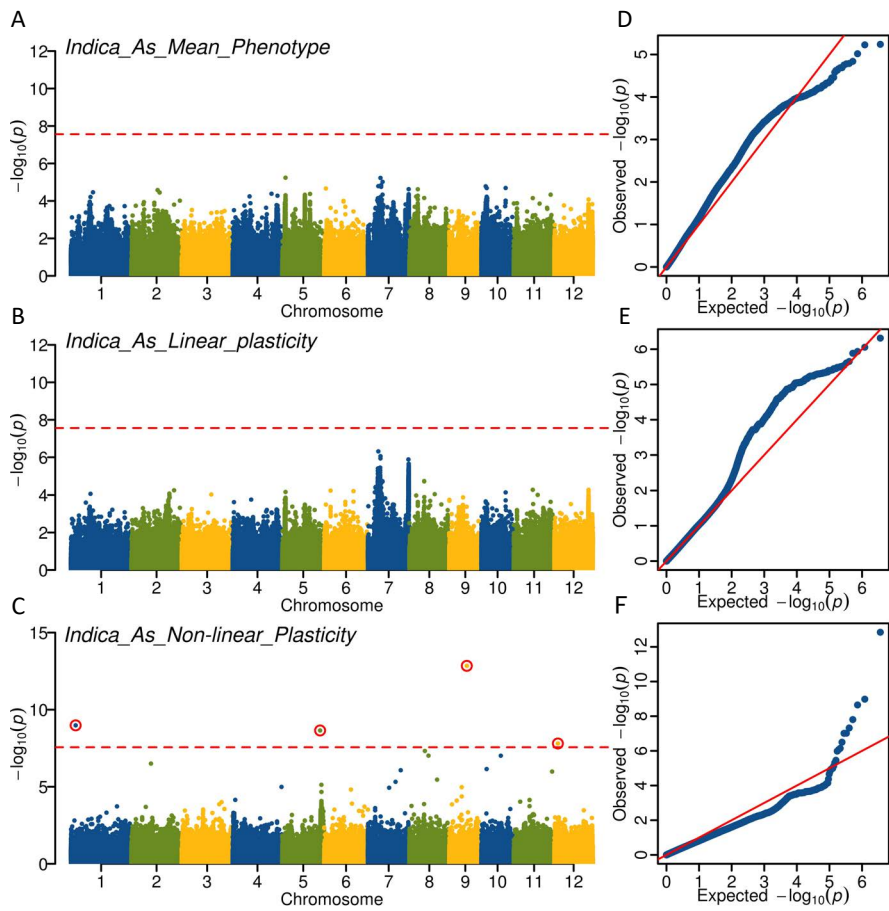 A
Indica_As_Mean_Phenotype
12
10
8
6
4
2
0
−log10(p)
1 2 3 4 5 6 7 8 9 10 11 12
Chromosome
D
5
4
3
2
1
0
Observed −log10(p)
0 1 2 3 4 5 6
Expected −log10(p)
B
Indica_As_Linear_plasticity
12
10
8
6
4
2
0
−log10(p)
1 2 3 4 5 6 7 8 9 10 11 12
Chromosome
E
6
5
4
3
2
1
0
Observed −log10(p)
0 1 2 3 4 5 6
Expected −log10(p)
C
Indica_As_Non-linear_Plasticity
15
10
5
0
−log10(p)
1 2 3 4 5 6 7 8 9 10 11 12
Chromosome
F
12
10
8
6
4
2
0
Observed −log10(p)
0 1 2 3 4 5 6
Expected −log10(p)